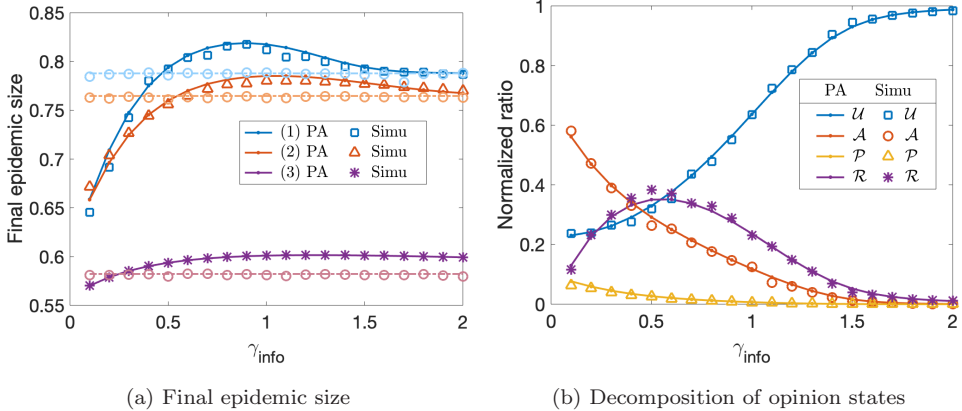 Final epidemic size
0.85
0.8
0.75
0.7
0.65
0.6
0.55
0
0.5
1
1.5
2
γinfo
(1) PA Simu
(2) PA Simu
(3) PA Simu
(a) Final epidemic size
Normalized ratio
1
0.8
0.6
0.4
0.2
0
0
0.5
1
1.5
2
γinfo
PA Simu
𝒰 𝒰
𝒜 𝒜
𝒫 𝒫
ℛ ℛ
(b) Decomposition of opinion states